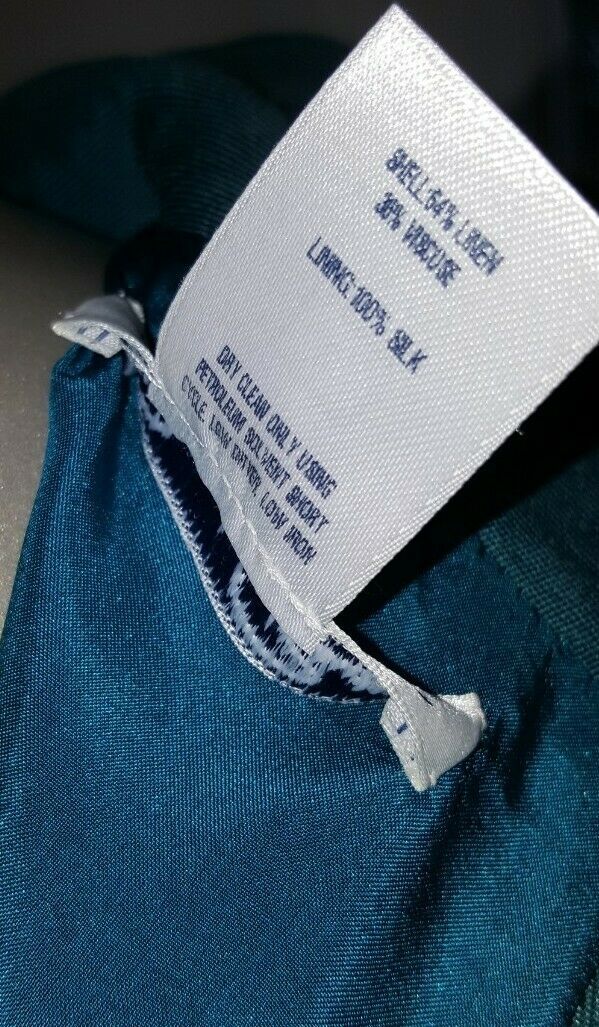 SHELL: 64% LINEN
36% VISCOSE
LINING: 100% SILK
DRY CLEAN ONLY USING
PETROLEUM SOLVENT SHORT
CYCLE. LOW DRYER, LOW IRON